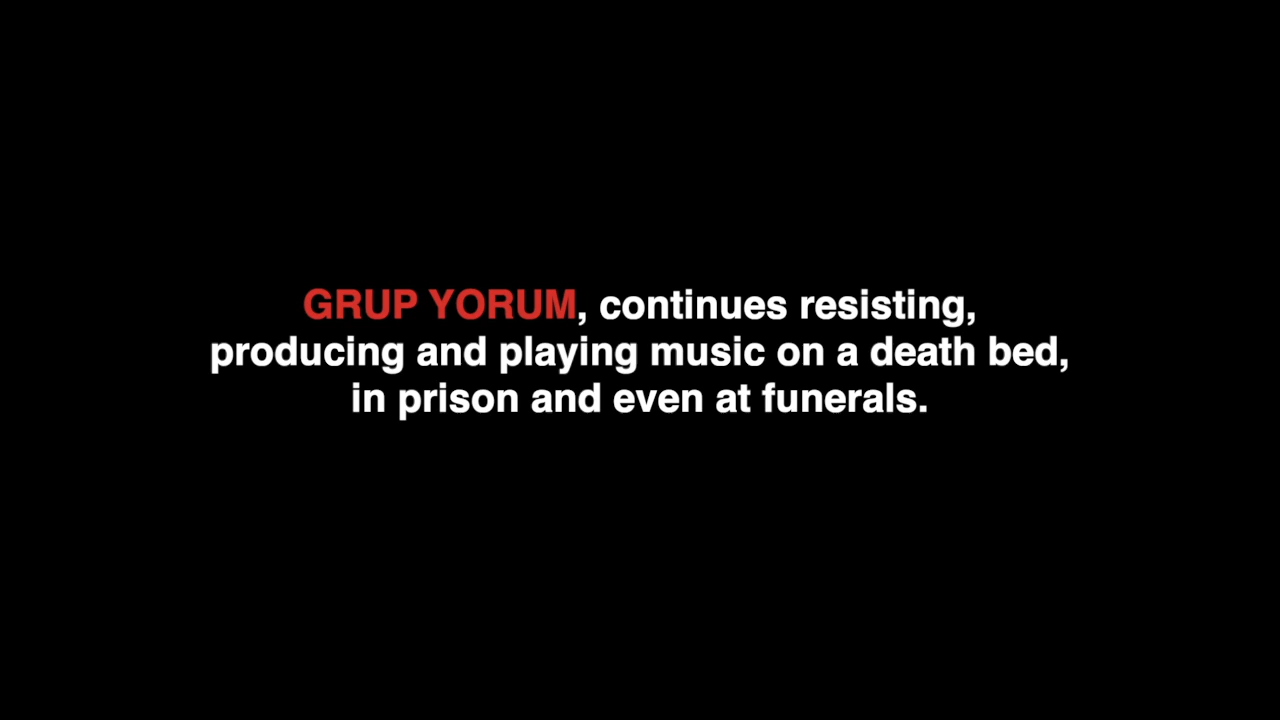 GRUP YORUM, continues resisting,
producing and playing music on a death bed,
in prison and even at funerals.